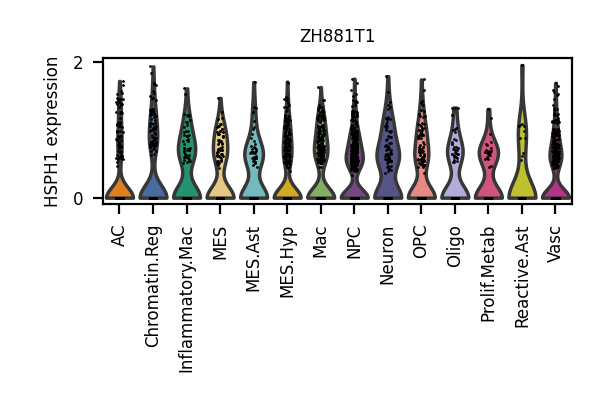 ZH881T1
HSPH1 expression
2
0
AC
Chromatin.Reg
Inflammatory.Mac
MES
MES.Ast
MES.Hyp
Mac
NPC
Neuron
OPC
Oligo
Prolif.Metab
Reactive.Ast
Vasc